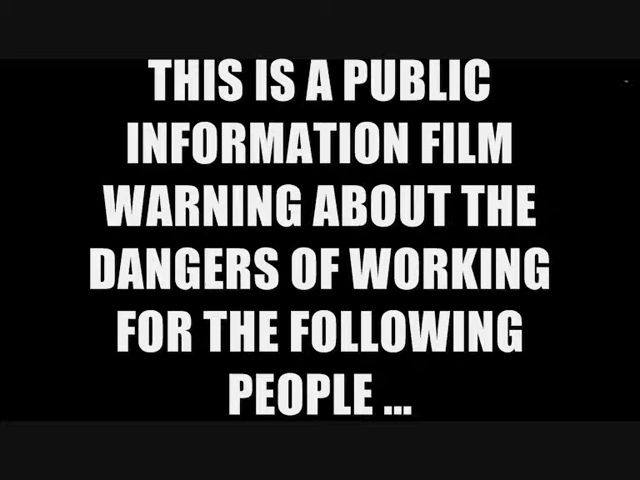 THIS IS A PUBLIC
INFORMATION FILM
WARNING ABOUT THE
DANGERS OF WORKING
FOR THE FOLLOWING
PEOPLE ...